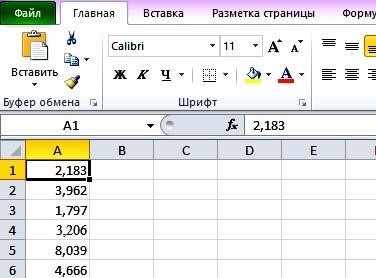 Файл Главная Вставка Разметка страницы Форму
Calibri 11 A A
Вставить Ж К Ч А
Буфер обмена Шрифт
A1 fx 2,183
A B C D E
1 2,183
2 3,962
3 1,797
4 3,206
5 8,039
6 4,666